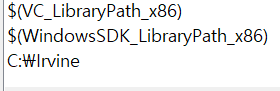 $(VC_LibraryPath_x86)
$(WindowsSDK_LibraryPath_x86)
C:₩Irvine